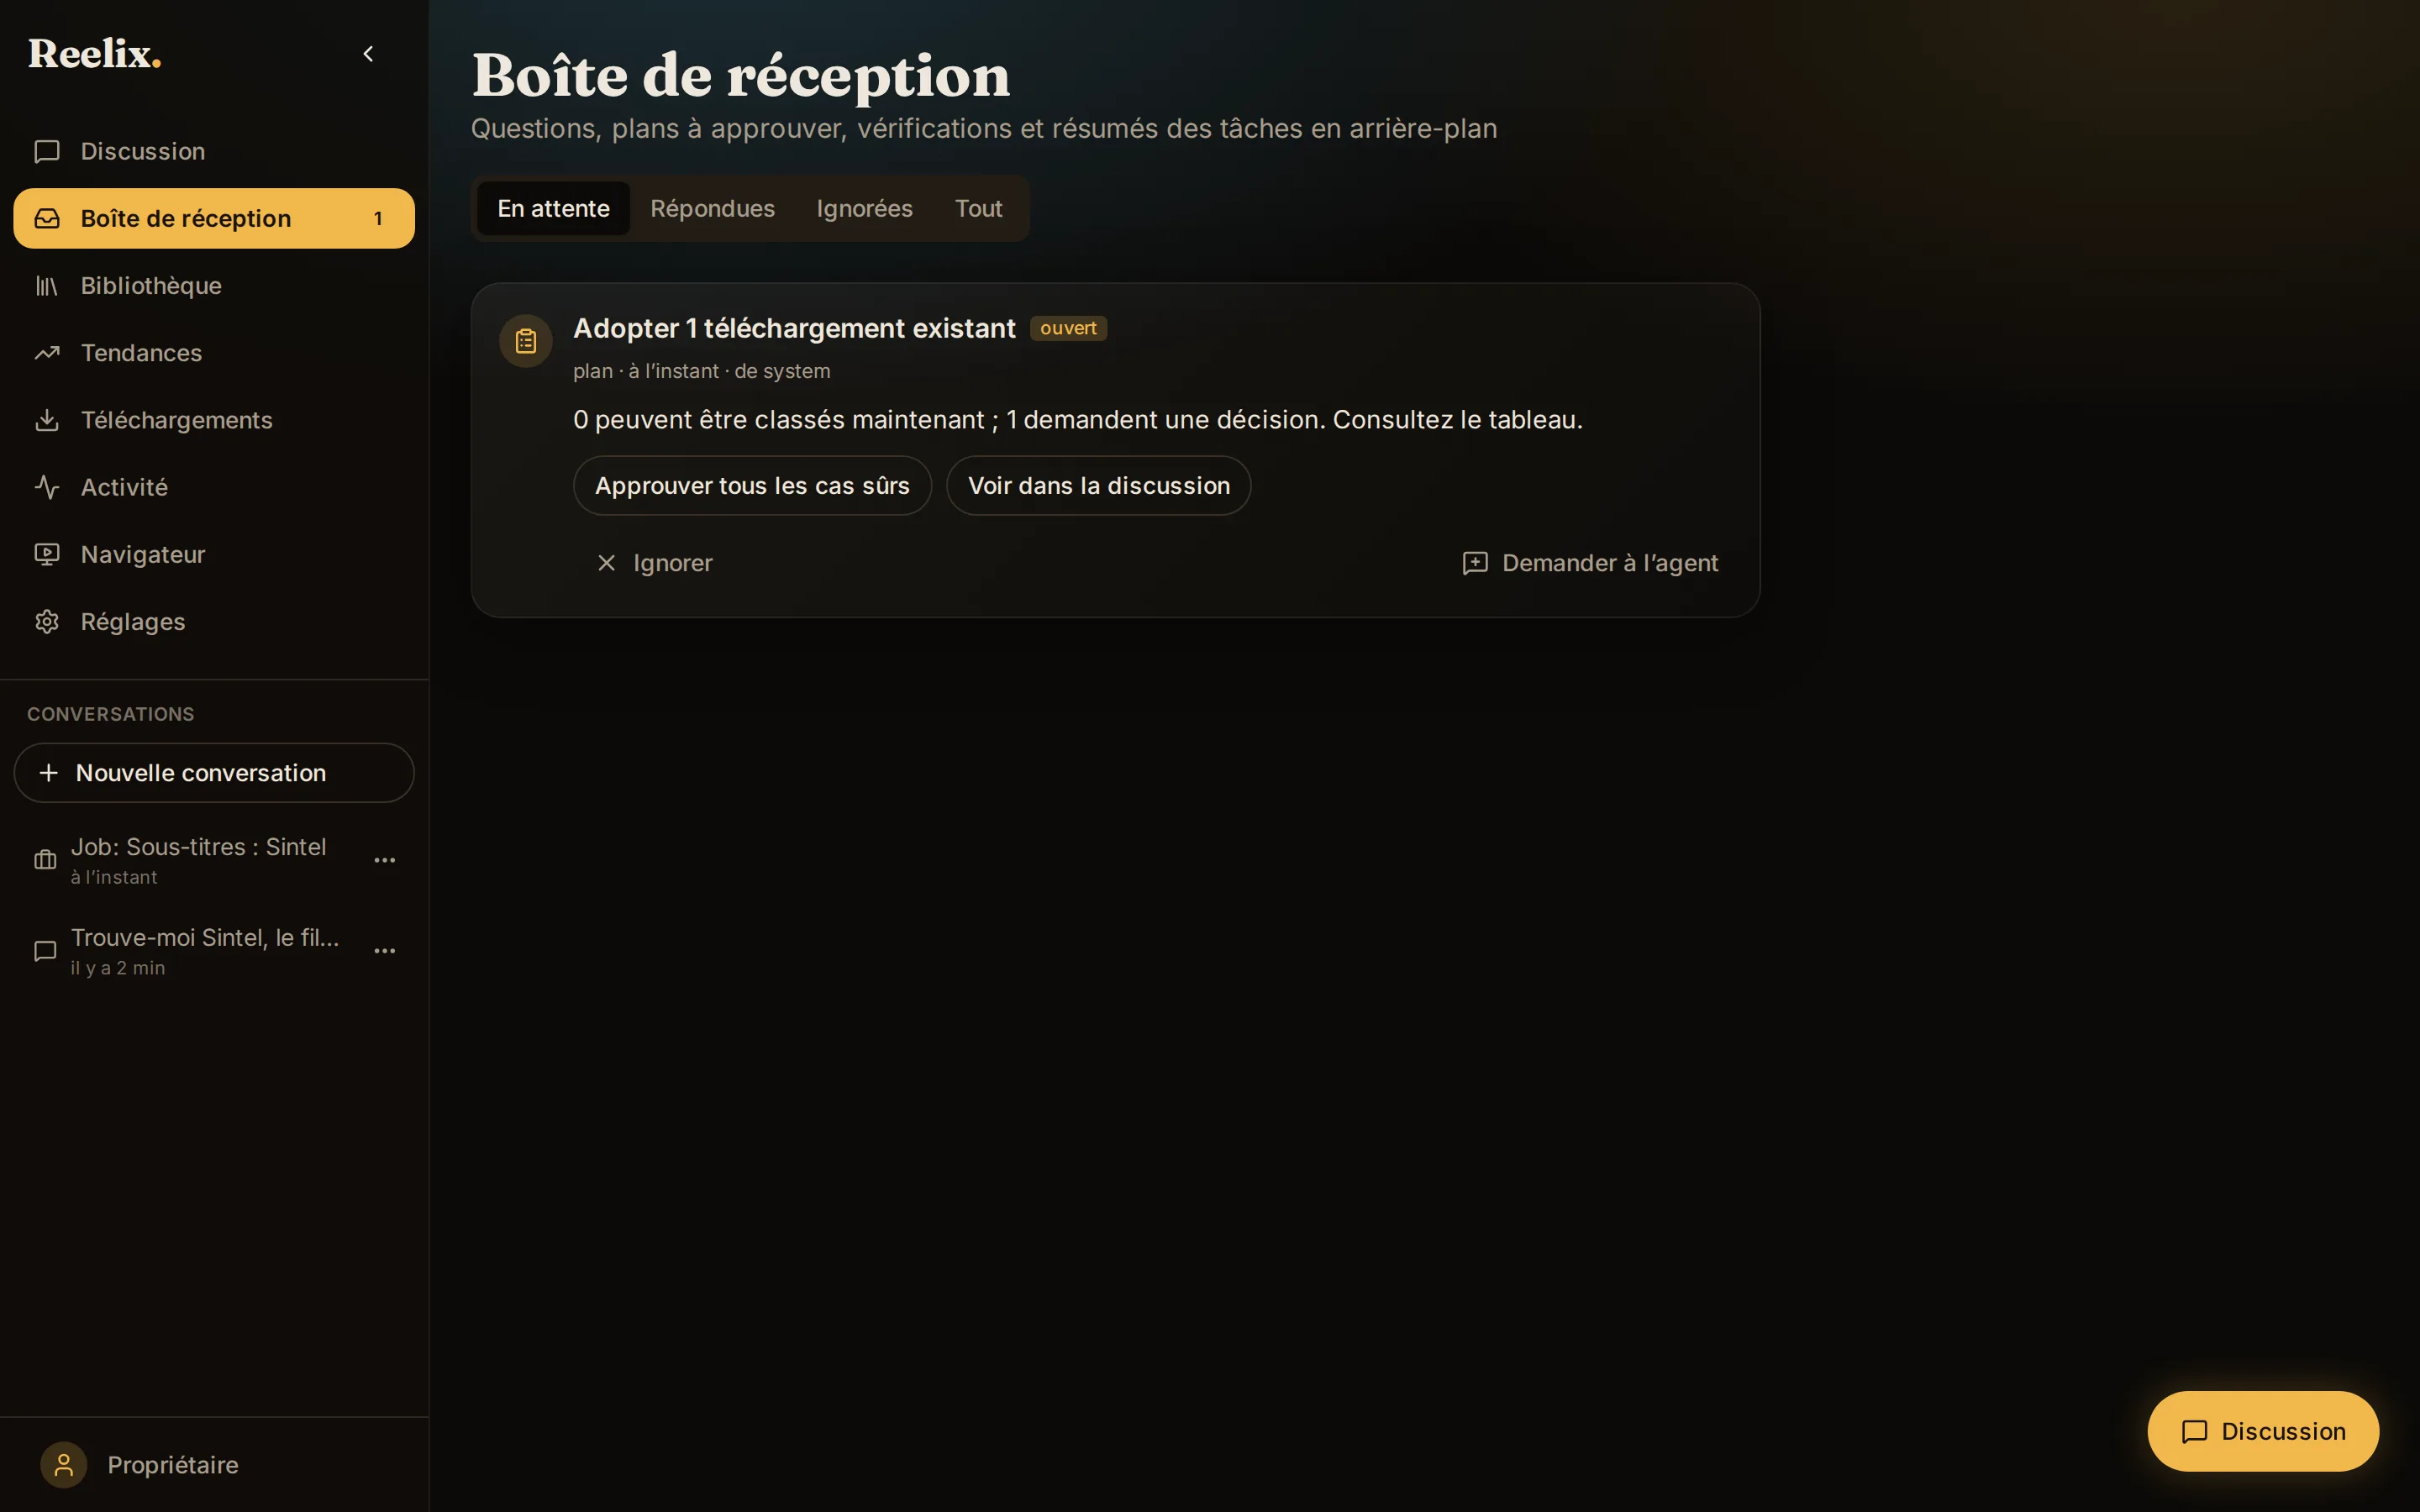 Reelix.
Discussion
Boîte de réception 1
Bibliothèque
Tendances
Téléchargements
Activité
Navigateur
Réglages
CONVERSATIONS
Nouvelle conversation
Job: Sous-titres : Sintel
à l’instant
Trouve-moi Sintel, le fil...
il y a 2 min
Propriétaire
Boîte de réception
Questions, plans à approuver, vérifications et résumés des tâches en arrière-plan
En attente Répondues Ignorées Tout
Adopter 1 téléchargement existant ouvert
plan · à l’instant · de system
0 peuvent être classés maintenant ; 1 demandent une décision. Consultez le tableau.
Approuver tous les cas sûrs Voir dans la discussion
Ignorer Demander à l’agent
Discussion